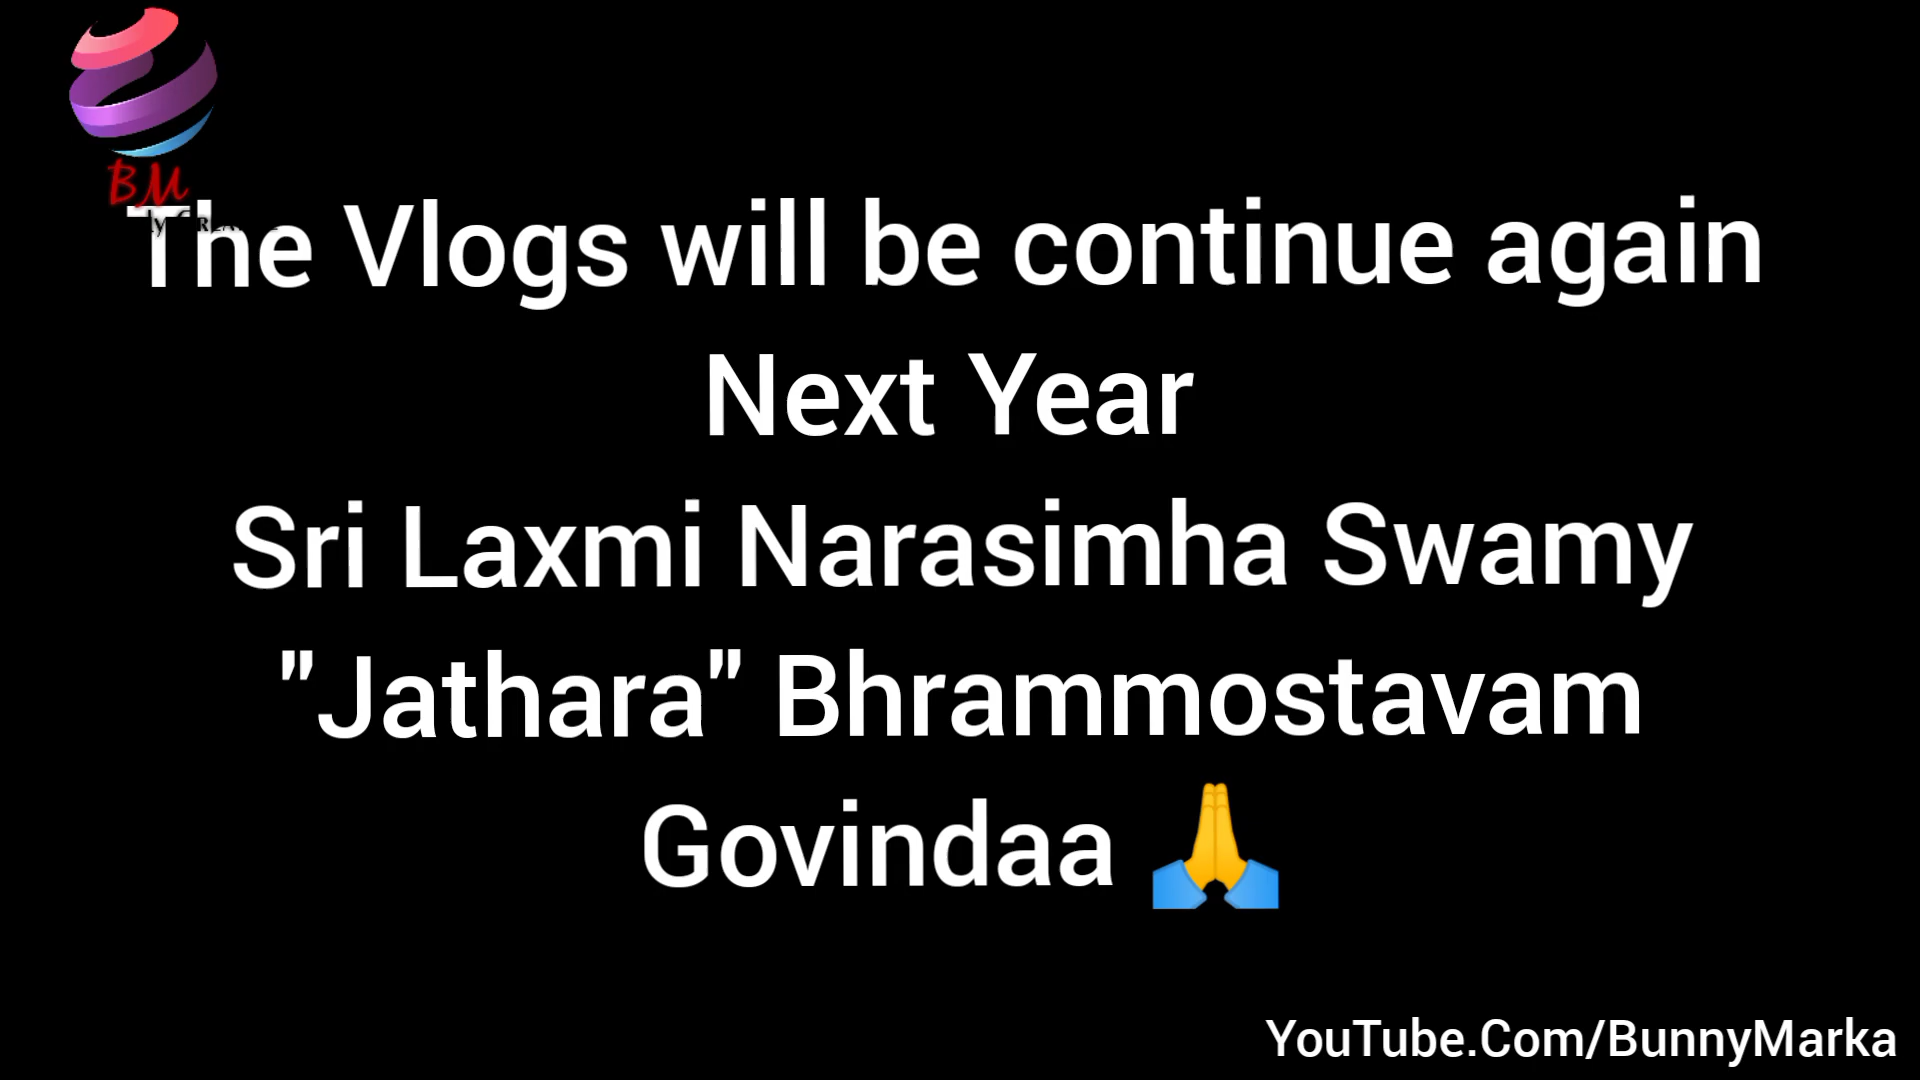 BM
The Vlogs will be continue again
Next Year
Sri Laxmi Narasimha Swamy
"Jathara" Bhrammostavam
Govindaa 🙏
YouTube.Com/BunnyMarka